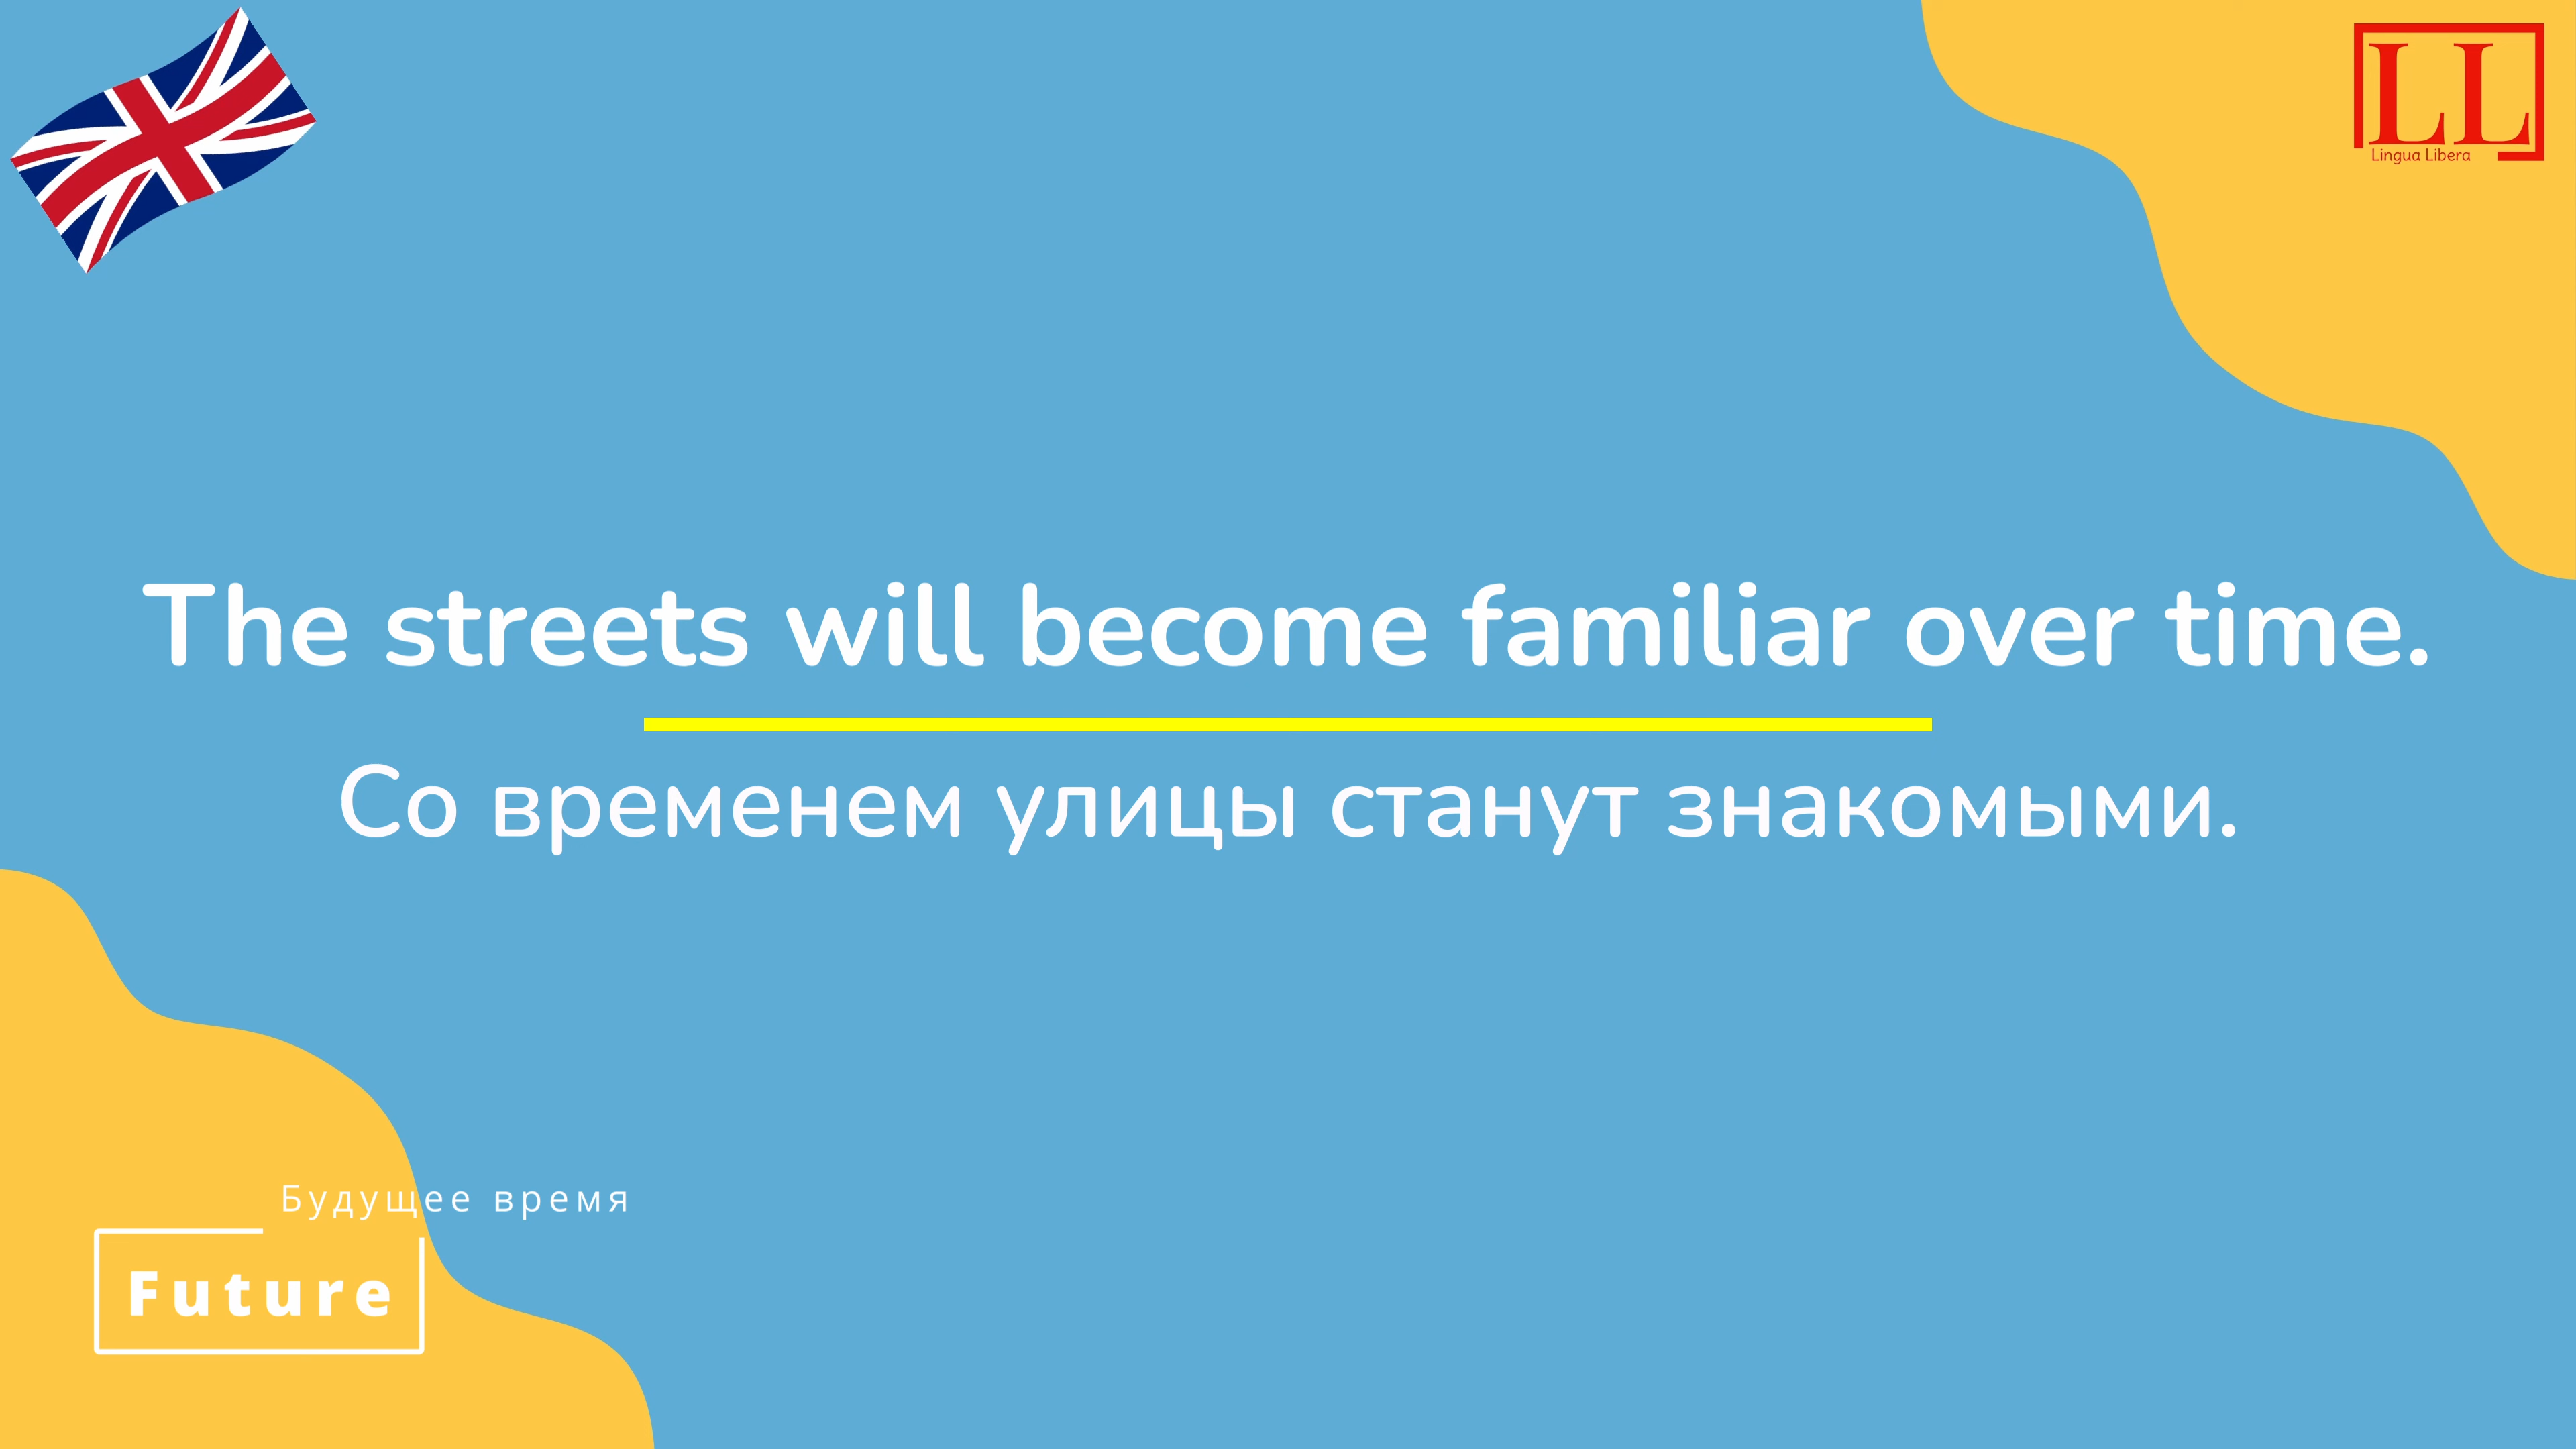 LL
Lingua Libera
The streets will become familiar over time.
Со временем улицы станут знакомыми.
Будущее время
Future